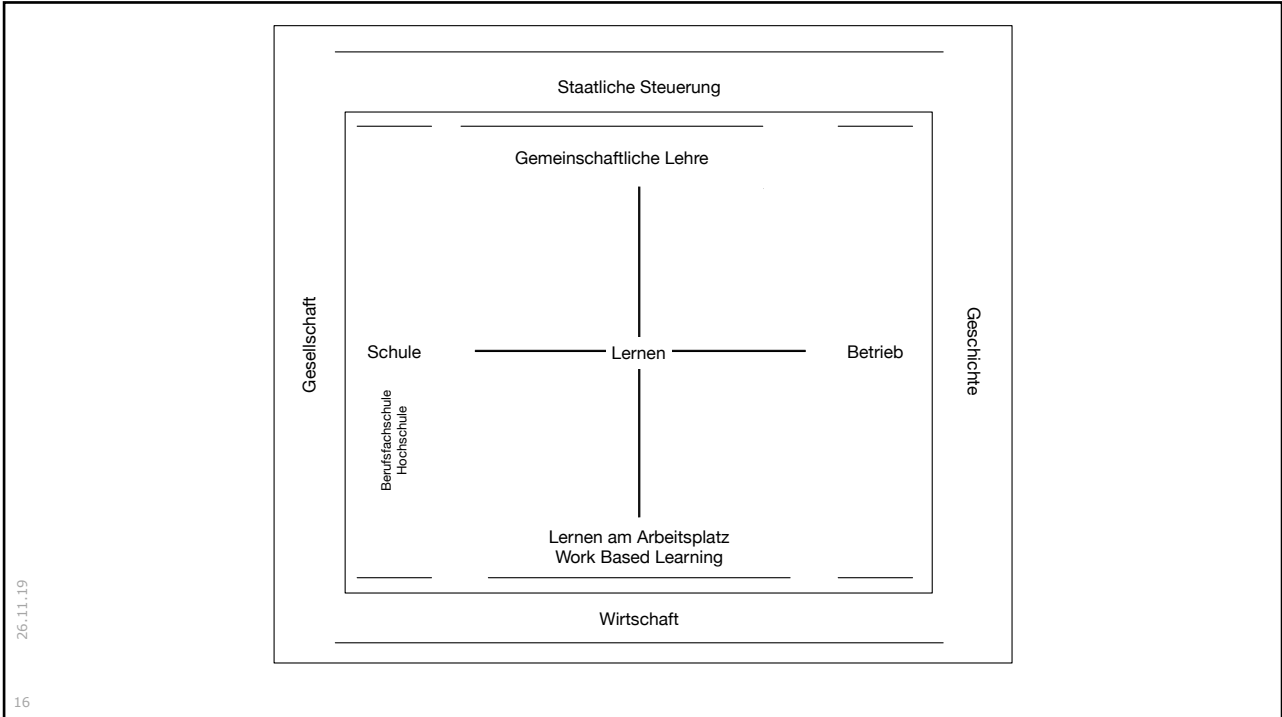 Staatliche Steuerung
Gemeinschaftliche Lehre
Gesellschaft
Schule
Lernen
Betrieb
Geschichte
Berufsfachschule
Hochschule
Lernen am Arbeitsplatz
Work Based Learning
Wirtschaft
26.11.19
16